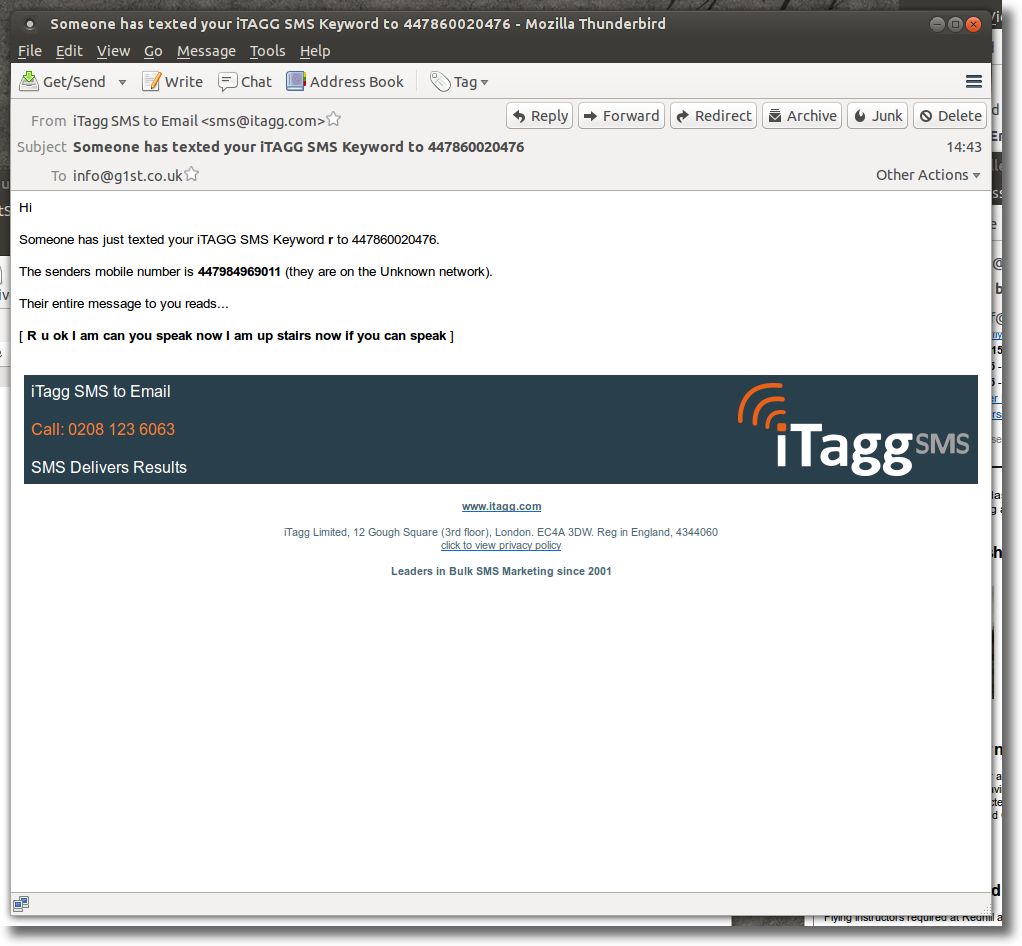 Someone has texted your iTAGG SMS Keyword to 447860020476 - Mozilla Thunderbird
File Edit View Go Message Tools Help
Get/Send Write Chat Address Book Tag
From iTagg SMS to Email <sms@itagg.com> Reply Forward Redirect Archive Junk Delete
Subject Someone has texted your iTAGG SMS Keyword to 447860020476 14:43
To info@g1st.co.uk Other Actions
Hi
Someone has just texted your iTAGG SMS Keyword r to 447860020476.
The senders mobile number is 447984969011 (they are on the Unknown network).
Their entire message to you reads...
[ R u ok I am can you speak now I am up stairs now if you can speak ]
iTagg SMS to Email
Call: 0208 123 6063
SMS Delivers Results
iTagg SMS
www.itagg.com
iTagg Limited, 12 Gough Square (3rd floor), London. EC4A 3DW. Reg in England, 4344060
click to view privacy policy
Leaders in Bulk SMS Marketing since 2001
Flying instructors required at Redhill a